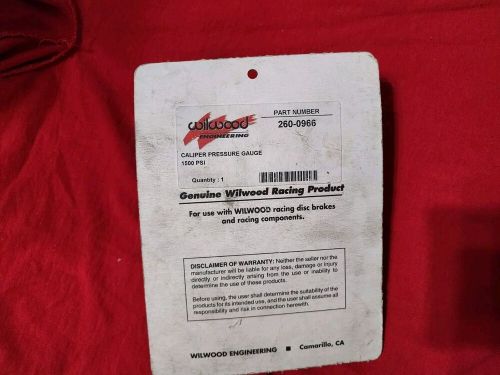 wilwood
ENGINEERING
PART NUMBER
260-0966
CALIPER PRESSURE GAUGE
1500 PSI
Quantity : 1
Genuine Wilwood Racing Product
For use with WILWOOD racing disc brakes
and racing components.
DISCLAIMER OF WARRANTY: Neither the seller nor the
manufacturer will be liable for any loss, damage or injury
directly or indirectly arising from the use or inability to
determine the use of these products.
Before using, the user shall determine the suitability of the
products for its intended use, and the user shall assume all
responsibility and risk in connection herewith.
WILWOOD ENGINEERING ■ Camarillo, CA